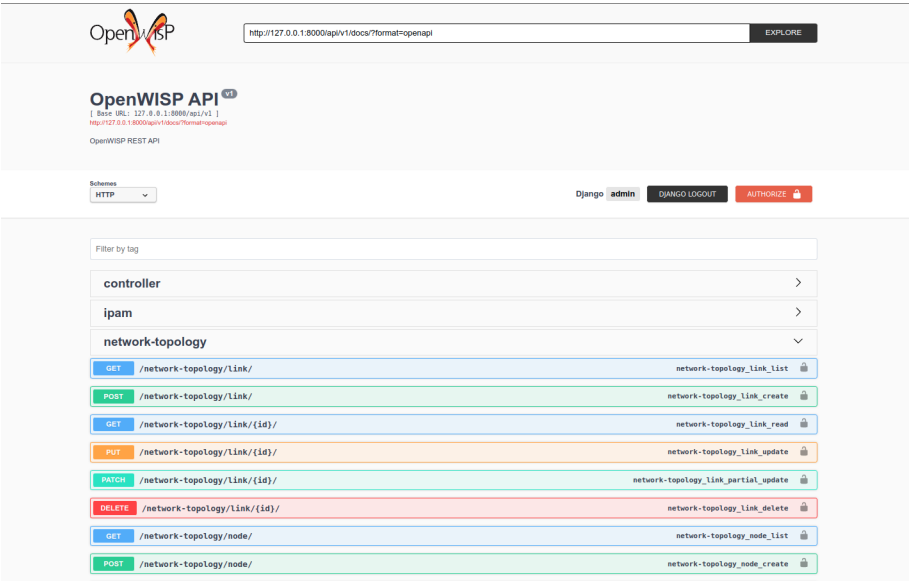 OpenWISP
http://127.0.0.1:8000/api/v1/docs/?format=openapi EXPLORE
OpenWISP API v1
[ Base URL: 127.0.0.1:8000/api/v1 ]
http://127.0.0.1:8000/api/v1/docs/?format=openapi
OpenWISP REST API
Schemes
HTTP
Django admin DJANGO LOGOUT AUTHORIZE
Filter by tag
controller
ipam
network-topology
GET /network-topology/link/ network-topology_link_list
POST /network-topology/link/ network-topology_link_create
GET /network-topology/link/{id}/ network-topology_link_read
PUT /network-topology/link/{id}/ network-topology_link_update
PATCH /network-topology/link/{id}/ network-topology_link_partial_update
DELETE /network-topology/link/{id}/ network-topology_link_delete
GET /network-topology/node/ network-topology_node_list
POST /network-topology/node/ network-topology_node_create